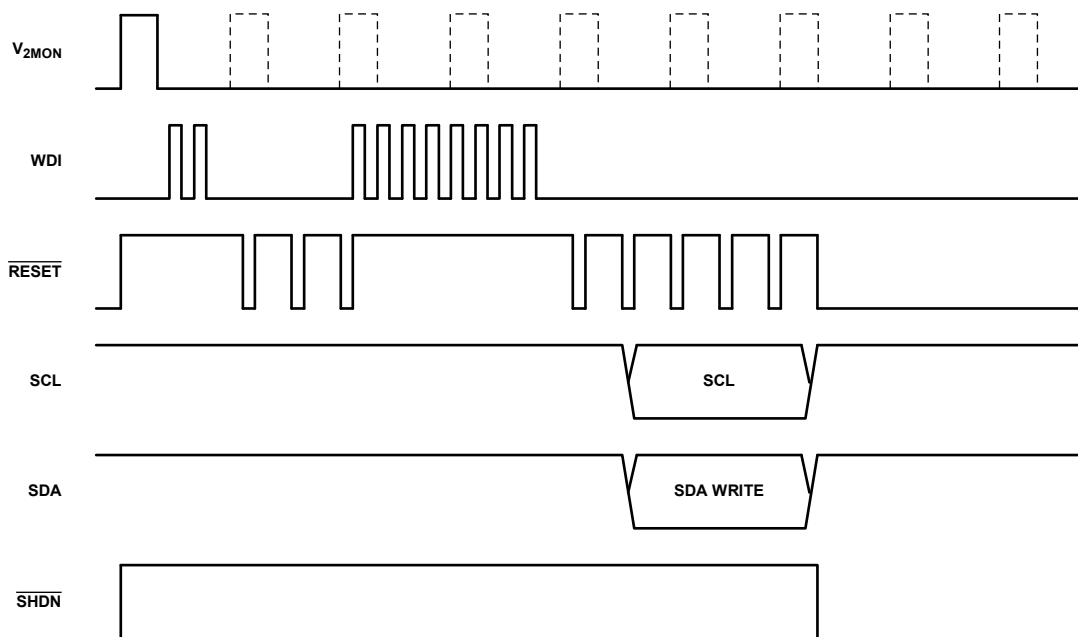 V2MON
WDI
RESET
SCL
SCL
SDA
SDA WRITE
SHDN